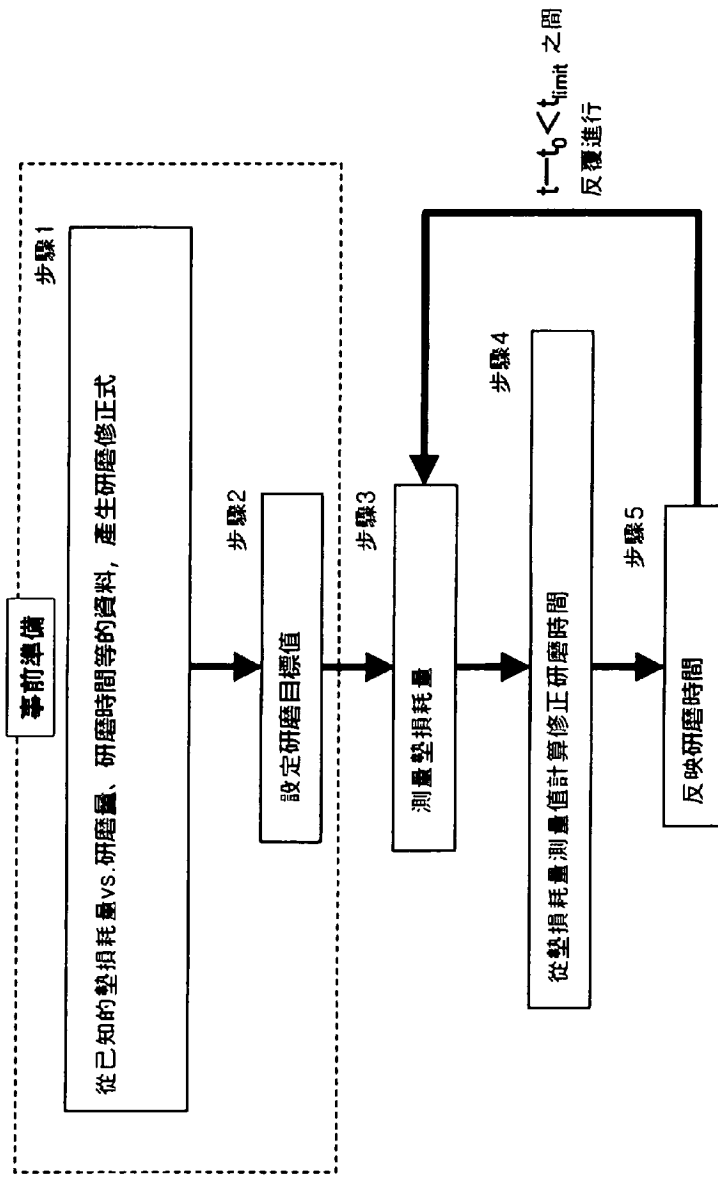 事前準備
步驟1
從已知的墊損耗量vs.研磨量、研磨時間等的資料，產生研磨修正式
步驟2
設定研磨目標值
步驟3
測量墊損耗量
步驟4
從墊損耗量測量值計算修正研磨時間
步驟5
反映研磨時間
t—t₀<t_limit 之間
反覆進行